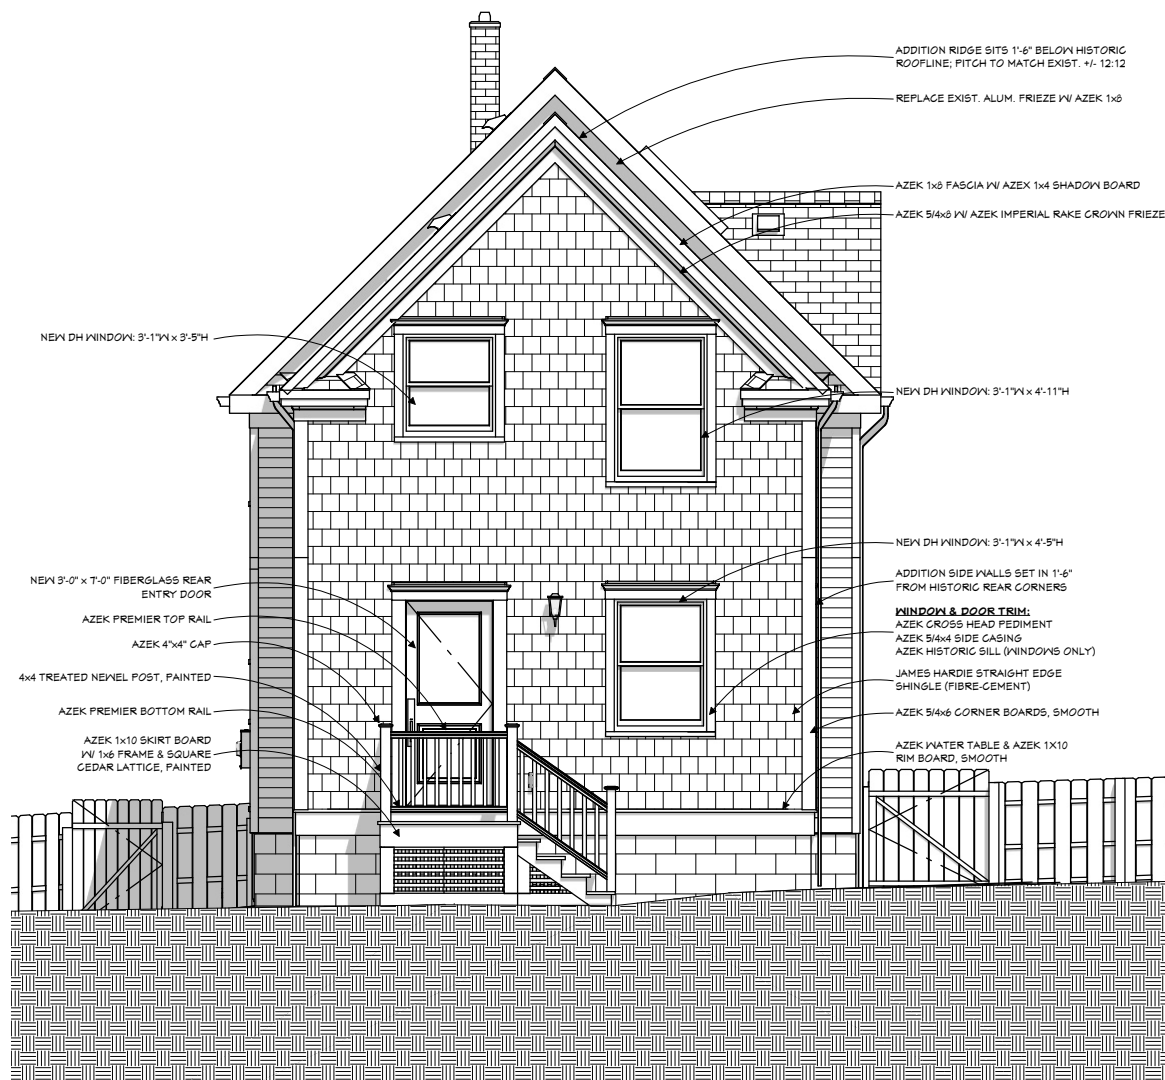 ADDITION RIDGE SITS 1'-6" BELOW HISTORIC
ROOFLINE; PITCH TO MATCH EXIST. +/- 12:12
REPLACE EXIST. ALUM. FRIEZE W/ AZEK 1x8
AZEK 1x8 FASCIA W/ AZEX 1x4 SHADOW BOARD
AZEK 5/4x8 W/ AZEK IMPERIAL RAKE CROWN FRIEZE
NEW DH WINDOW: 3'-1"W x 3'-5"H
NEW DH WINDOW: 3'-1"W x 4'-11"H
NEW DH WINDOW: 3'-1"W x 4'-5"H
ADDITION SIDE WALLS SET IN 1'-6"
FROM HISTORIC REAR CORNERS
WINDOW & DOOR TRIM:
AZEK CROSS HEAD PEDIMENT
AZEK 5/4x4 SIDE CASING
AZEK HISTORIC SILL (WINDOWS ONLY)
JAMES HARDIE STRAIGHT EDGE
SHINGLE (FIBRE-CEMENT)
AZEK 5/4x6 CORNER BOARDS, SMOOTH
AZEK WATER TABLE & AZEK 1X10
RIM BOARD, SMOOTH
NEW 3'-0" x 7'-0" FIBERGLASS REAR
ENTRY DOOR
AZEK PREMIER TOP RAIL
AZEK 4"x4" CAP
4x4 TREATED NEWEL POST, PAINTED
AZEK PREMIER BOTTOM RAIL
AZEK 1x10 SKIRT BOARD
W/ 1x6 FRAME & SQUARE
CEDAR LATTICE, PAINTED